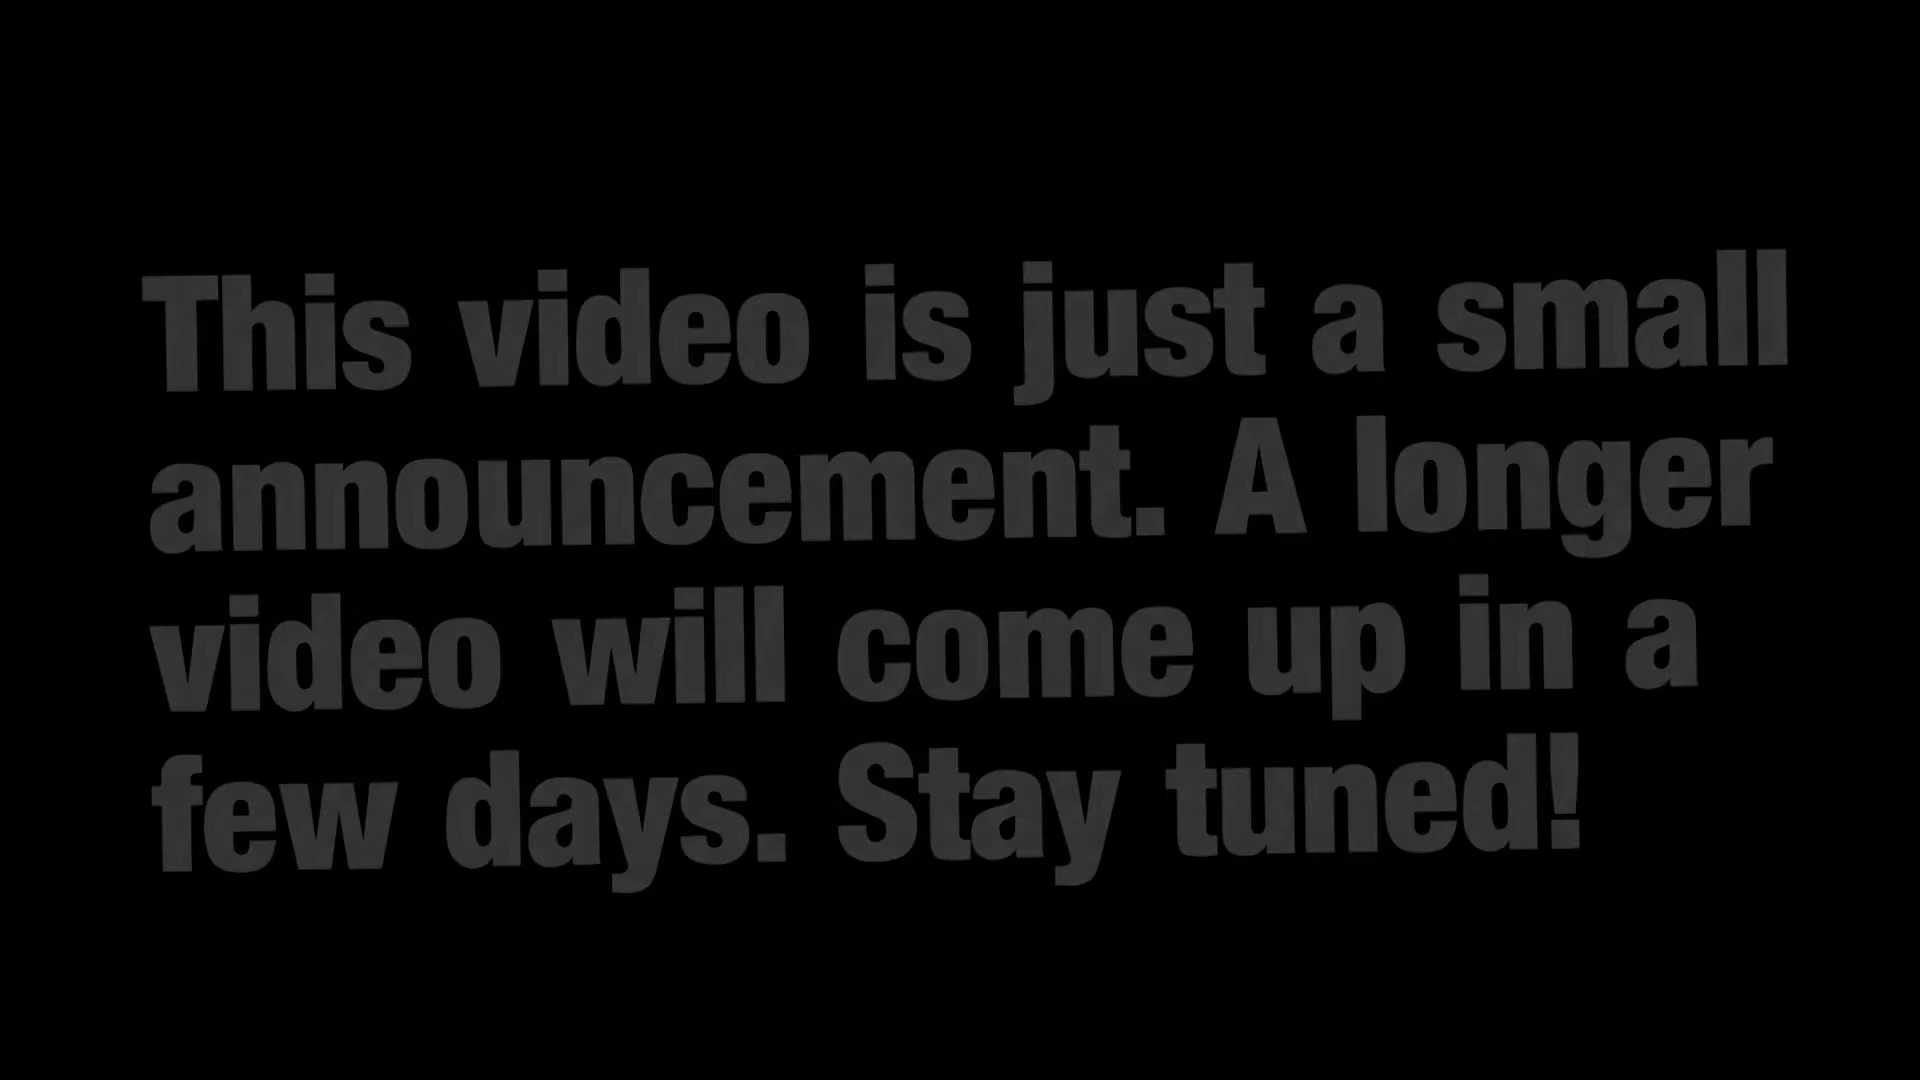 This video is just a small
announcement. A longer
video will come up in a
few days. Stay tuned!